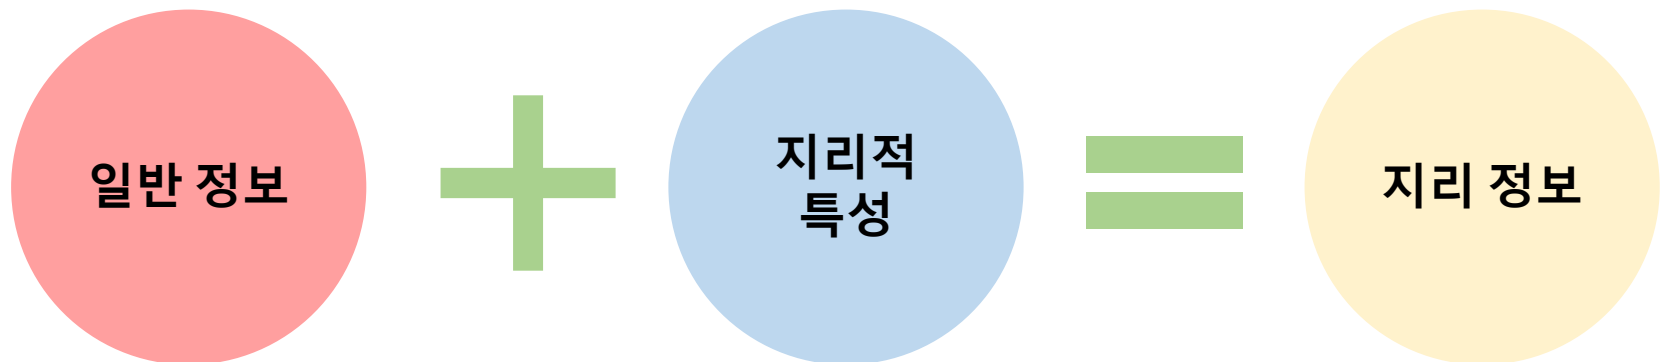 일반 정보
지리적
특성
지리 정보